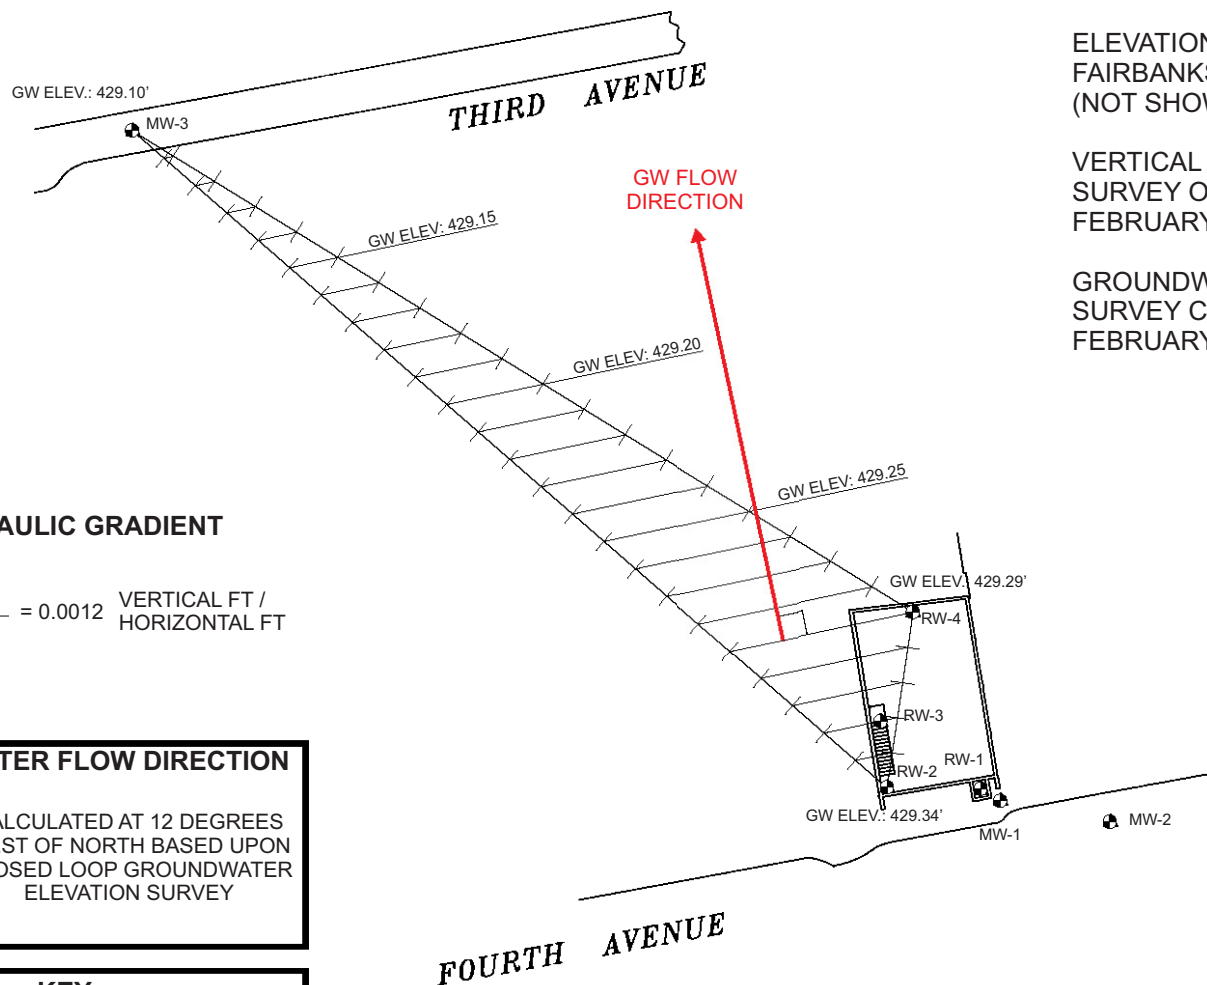 ELEVATION
FAIRBANKS
(NOT SHOW
VERTICAL
SURVEY O
FEBRUARY
GROUNDW
SURVEY C
FEBRUARY
GW ELEV.: 429.10'
MW-3
THIRD AVENUE
GW FLOW
DIRECTION
GW ELEV: 429.15
GW ELEV: 429.20
GW ELEV: 429.25
AULIC GRADIENT
= 0.0012 VERTICAL FT /
HORIZONTAL FT
GW ELEV.: 429.29'
RW-4
RW-3
RW-2
RW-1
GW ELEV.: 429.34'
MW-1
MW-2
TER FLOW DIRECTION
ALCULATED AT 12 DEGREES
ST OF NORTH BASED UPON
OSED LOOP GROUNDWATER
ELEVATION SURVEY
FOURTH AVENUE
KEY